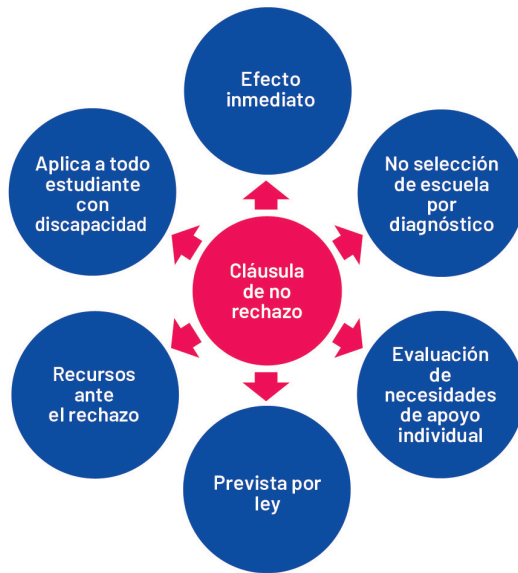 Efecto
inmediato
Aplica a todo
estudiante
con
discapacidad
No selección
de escuela
por
diagnóstico
Cláusula
de no
rechazo
Recursos
ante
el rechazo
Evaluación
de
necesidades
de apoyo
individual
Prevista por
ley